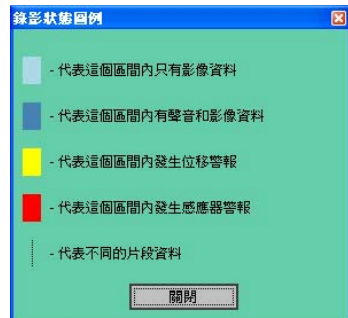 錄影狀態圖例
- 代表這個區間內只有影像資料
- 代表這個區間內有聲音和影像資料
- 代表這個區間內發生位移警報
- 代表這個區間內發生感應器警報
- 代表不同的片段資料
關閉